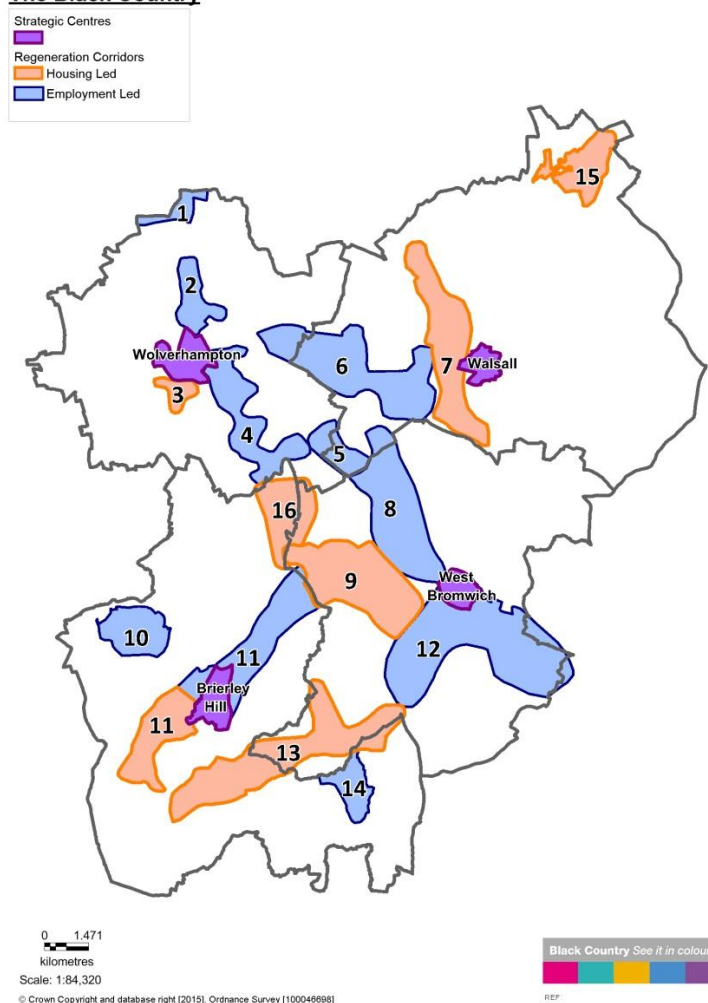 The Black Country
Strategic Centres
Regeneration Corridors
Housing Led
Employment Led
15
1
2
Wolverhampton
6
7
Walsall
3
4
5
16
8
9
West
Bromwich
10
11
12
Brierley
Hill
11
13
14
0 1.471
kilometres
Scale: 1:84,320
© Crown Copyright and database right [2015]. Ordnance Survey [100046698]
Black Country See it in colour
REF: